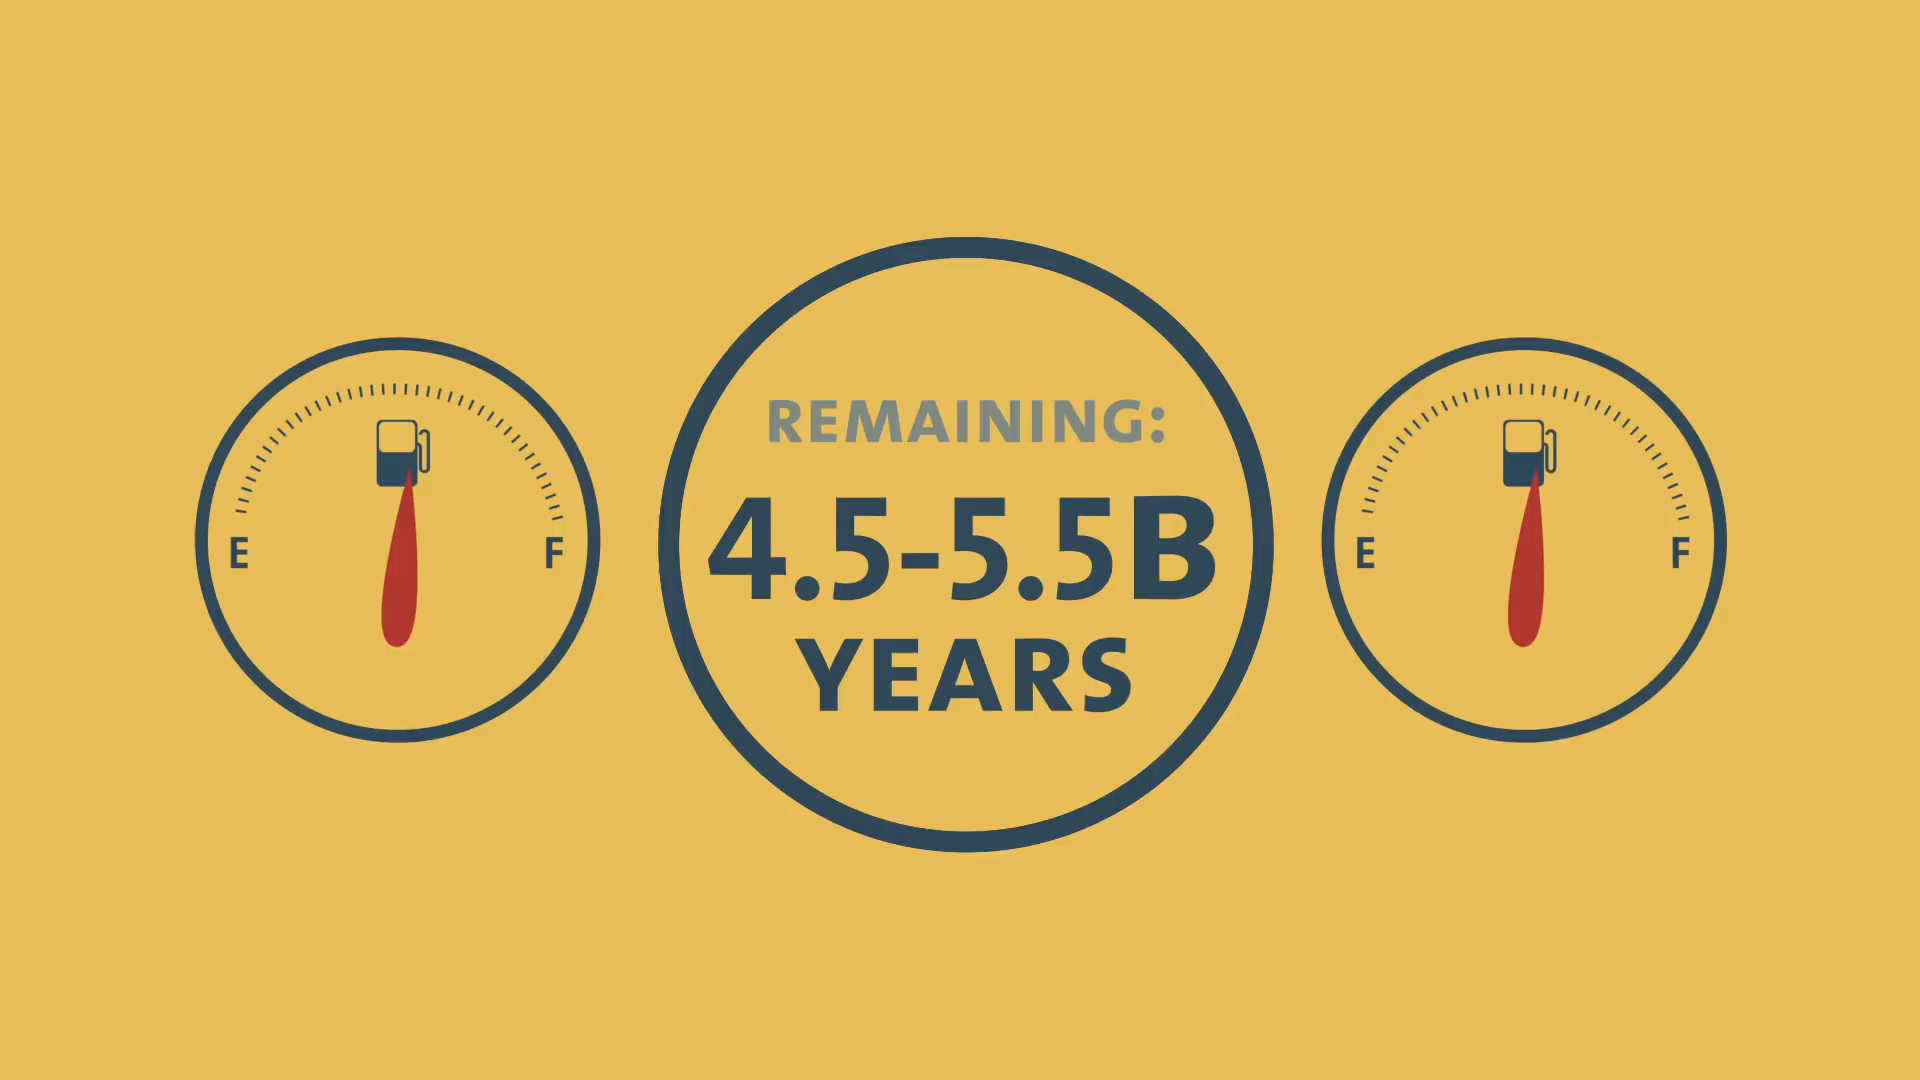 E F
REMAINING:
4.5-5.5B
YEARS
E F